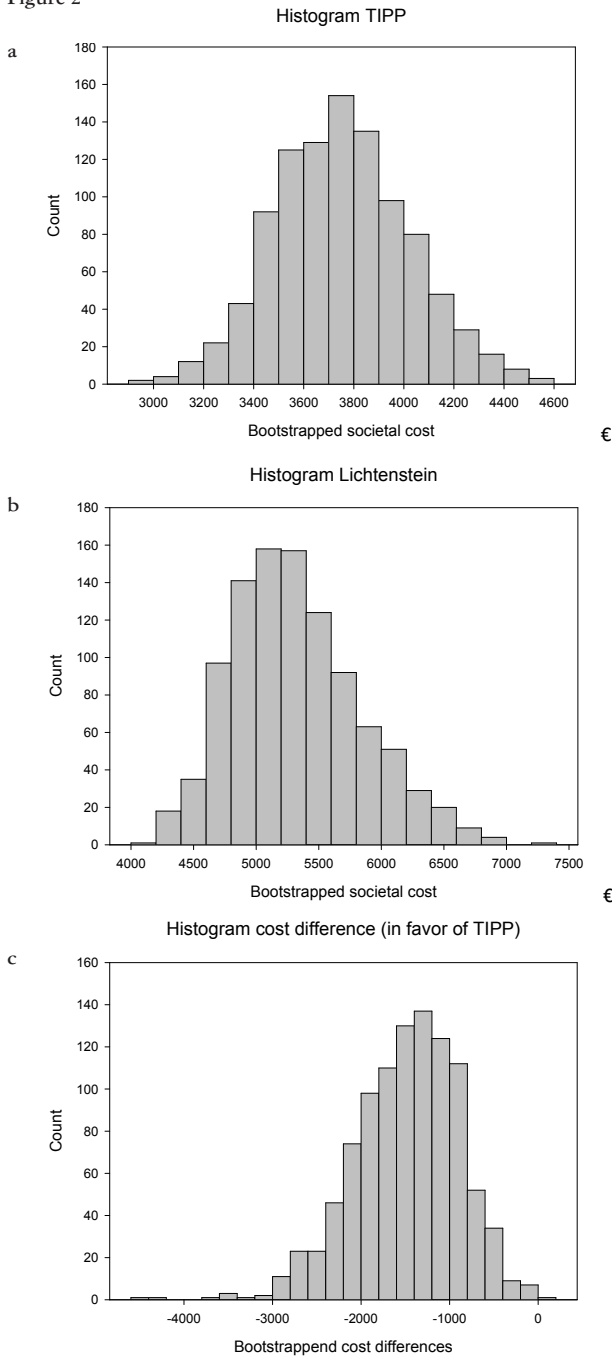 Figure 2
Histogram TIPP
a
180
160
140
120
100
80
60
40
20
0
Count
3000 3200 3400 3600 3800 4000 4200 4400 4600
Bootstrapped societal cost
€
Histogram Lichtenstein
b
180
160
140
120
100
80
60
40
20
0
Count
4000 4500 5000 5500 6000 6500 7000 7500
Bootstrapped societal cost
€
Histogram cost difference (in favor of TIPP)
c
160
140
120
100
80
60
40
20
0
Count
-4000 -3000 -2000 -1000 0
Bootstrappend cost differences